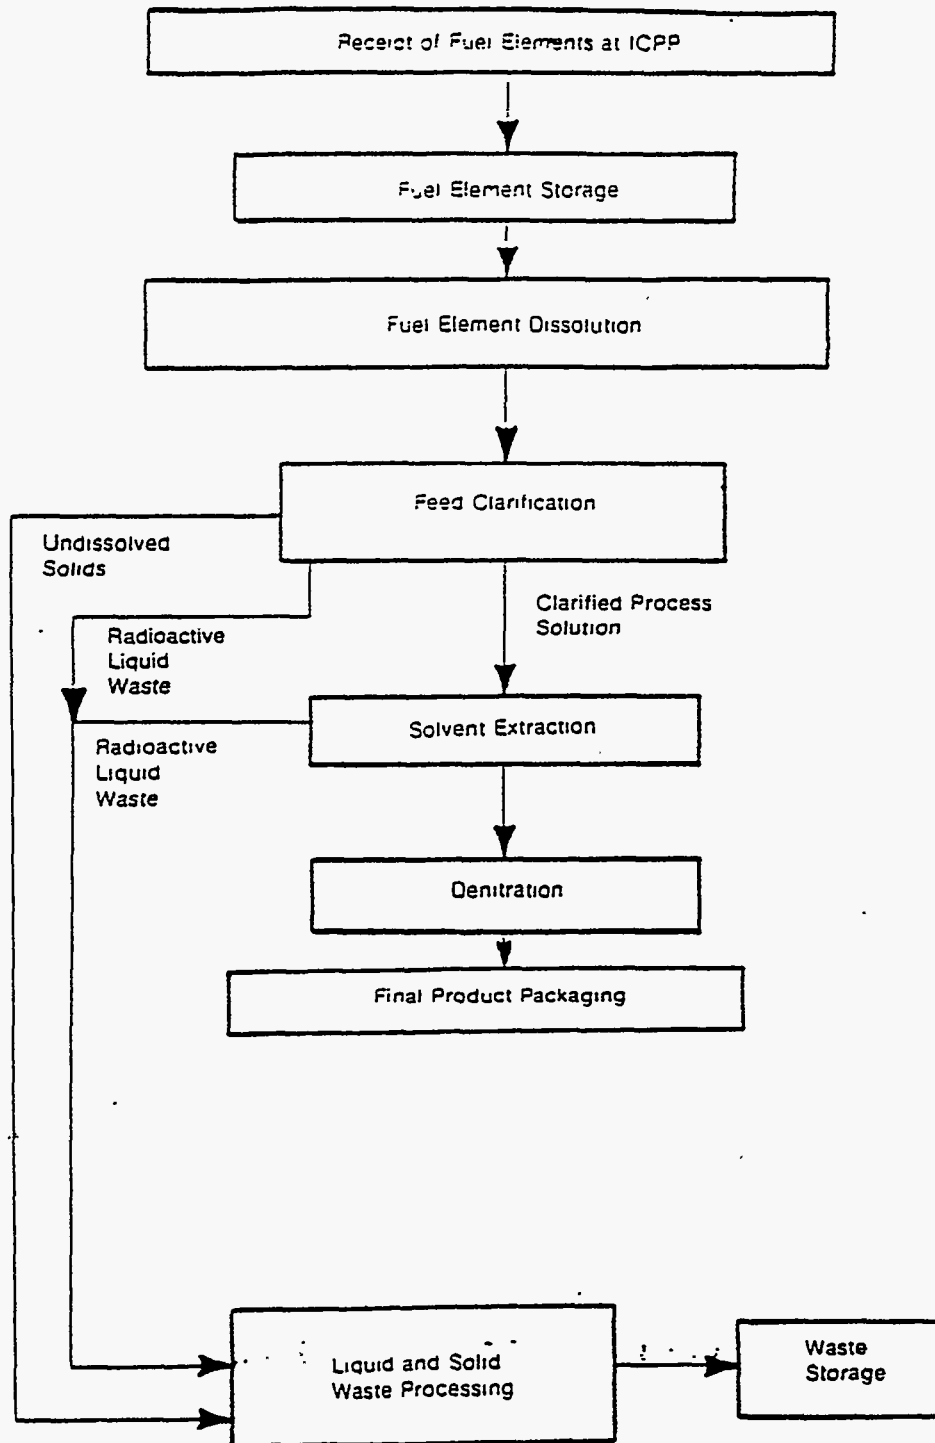 Receipt of Fuel Elements at ICPP
Fuel Element Storage
Fuel Element Dissolution
Feed Clarification
Undissolved
Solids
Clarified Process
Solution
Radioactive
Liquid
Waste
Solvent Extraction
Radioactive
Liquid
Waste
Denitration
Final Product Packaging
Liquid and Solid
Waste Processing
Waste
Storage